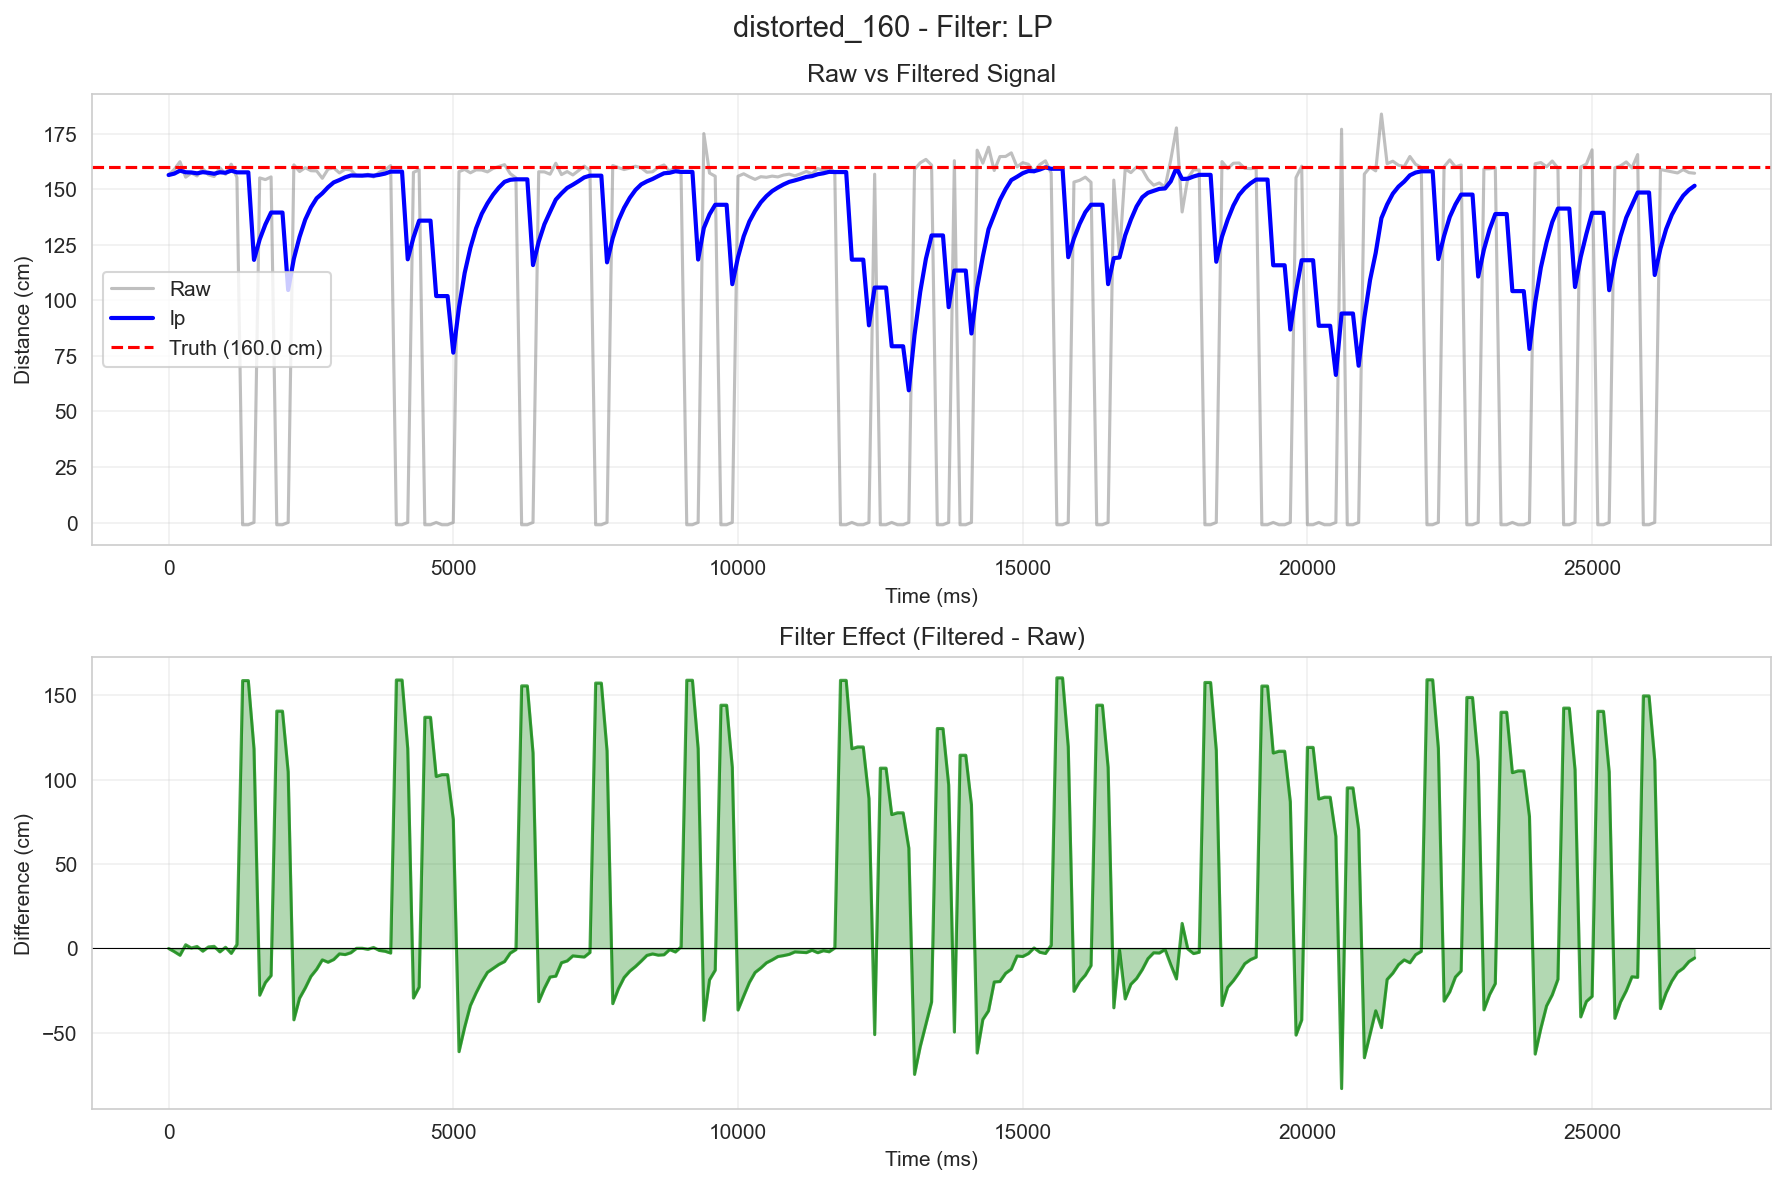 distorted_160 - Filter: LP
Raw vs Filtered Signal
175
150
125
100
75
50
25
0
Distance (cm)
Raw
lp
Truth (160.0 cm)
0
5000
10000
15000
20000
25000
Time (ms)
Filter Effect (Filtered - Raw)
150
100
50
0
−50
Difference (cm)
0
5000
10000
15000
20000
25000
Time (ms)